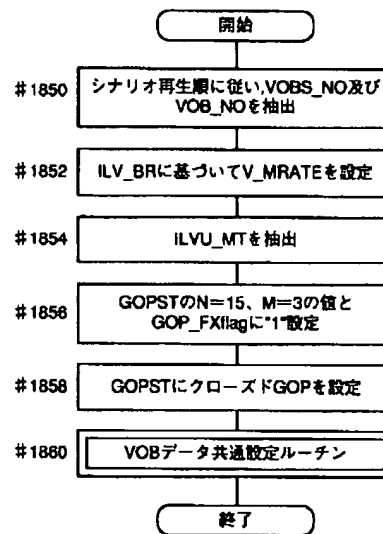 開始
#1850
シナリオ再生順に従い,VOBS_NO及び
VOB_NOを抽出
#1852
ILV_BRに基づいてV_MRATEを設定
#1854
ILVU_MTを抽出
#1856
GOPSTのN=15、M=3の値と
GOP_FXflagに"1"設定
#1858
GOPSTにクローズドGOPを設定
#1860
VOBデータ共通設定ルーチン
終了